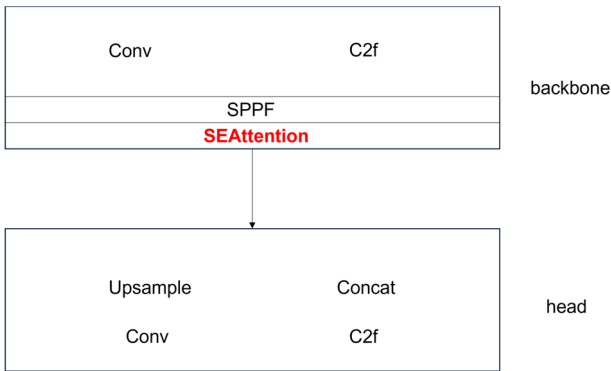 Conv C2f
backbone
SPPF
SEAttention
Upsample Concat
head
Conv C2f